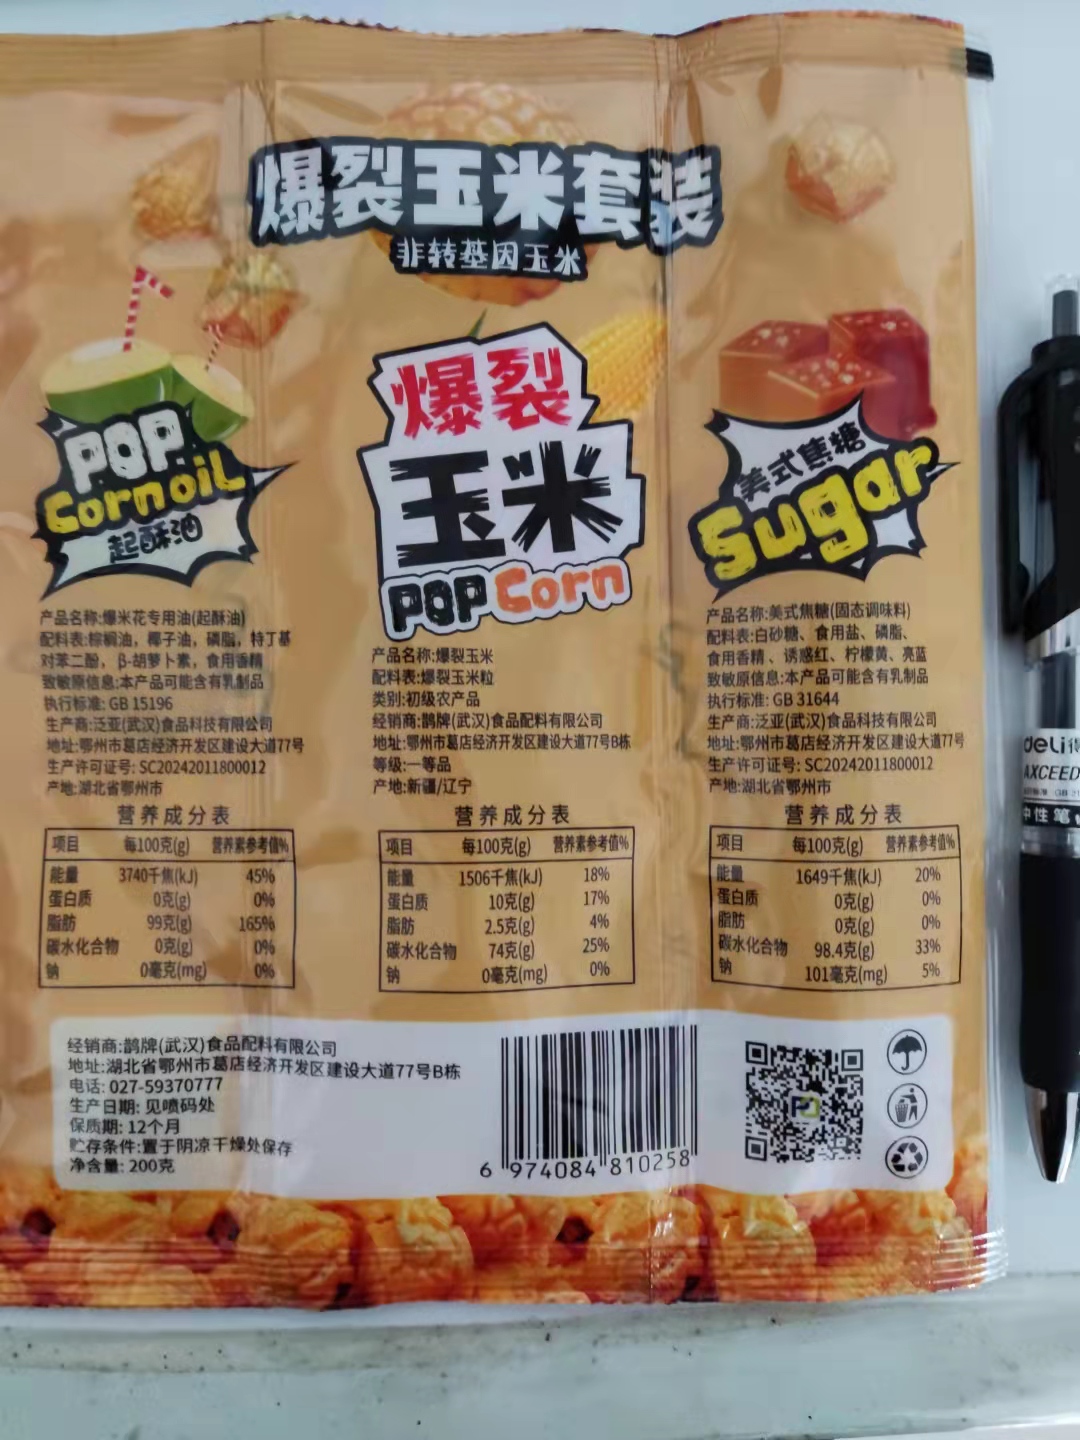 爆裂玉米套装
非转基因玉米
POP
Corn oiL
起酥油
产品名称:爆米花专用油(起酥油)
配料表:棕榈油，椰子油，磷脂，特丁基
对苯二酚，β-胡萝卜素，食用香精
致敏原信息:本产品可能含有乳制品
执行标准: GB 15196
生产商:泛亚(武汉)食品科技有限公司
地址:鄂州市葛店经济开发区建设大道77号
生产许可证号: SC20242011800012
产地:湖北省鄂州市
营养成分表
项目 每100克(g) 营养素参考值%
能量 3740千焦(kJ) 45%
蛋白质 0克(g) 0%
脂肪 99克(g) 165%
碳水化合物 0克(g) 0%
钠 0毫克(mg) 0%
爆裂
玉米
POP Corn
产品名称:爆裂玉米
配料表:爆裂玉米粒
类别:初级农产品
经销商:鹊牌(武汉)食品配料有限公司
地址:鄂州市葛店经济开发区建设大道77号B栋
等级:一等品
产地:新疆/辽宁
营养成分表
项目 每100克(g) 营养素参考值%
能量 1506千焦(kJ) 18%
蛋白质 10克(g) 17%
脂肪 2.5克(g) 4%
碳水化合物 74克(g) 25%
钠 0毫克(mg) 0%
美式焦糖
Sugar
产品名称:美式焦糖(固态调味料)
配料表:白砂糖、食用盐、磷脂、
食用香精、诱惑红、柠檬黄、亮蓝
致敏原信息:本产品可能含有乳制品
执行标准: GB 31644
生产商:泛亚(武汉)食品科技有限公司
地址:鄂州市葛店经济开发区建设大道77号
生产许可证号: SC20242011800012
产地:湖北省鄂州市
营养成分表
项目 每100克(g) 营养素参考值%
能量 1649千焦(kJ) 20%
蛋白质 0克(g) 0%
脂肪 0克(g) 0%
碳水化合物 98.4克(g) 33%
钠 101毫克(mg) 5%
经销商:鹊牌(武汉)食品配料有限公司
地址:湖北省鄂州市葛店经济开发区建设大道77号B栋
电话: 027-59370777
生产日期: 见喷码处
保质期: 12个月
贮存条件:置于阴凉干燥处保存
净含量: 200克
6 974084 810258
deli得
AXCEED
中性笔